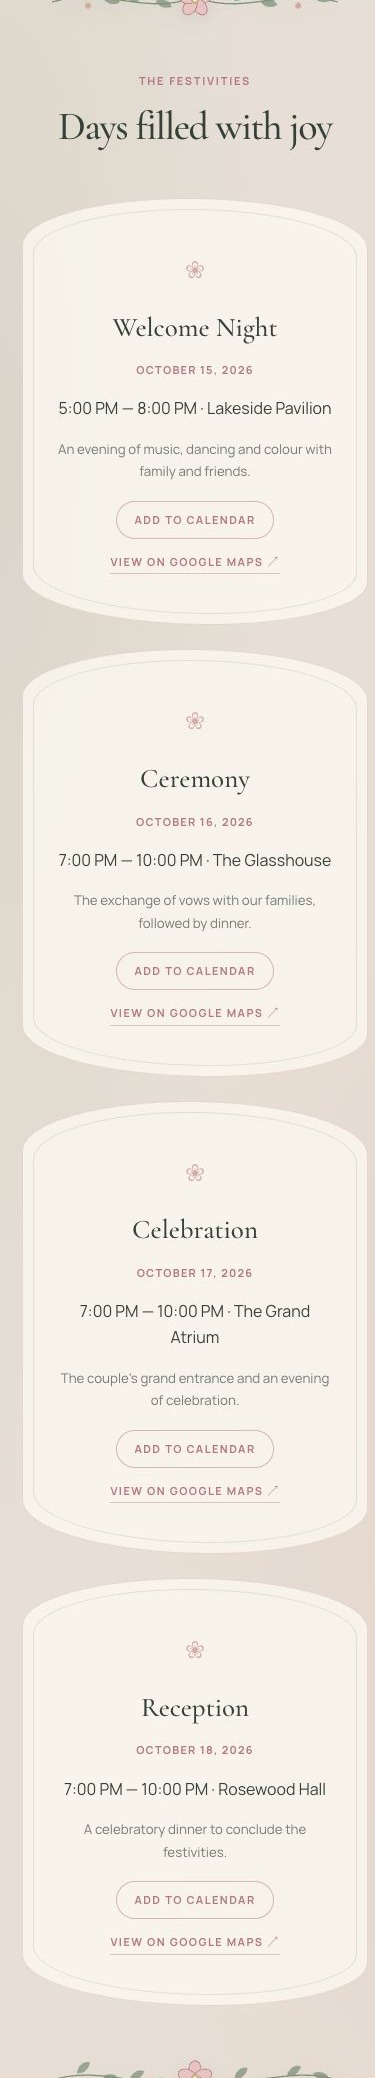 THE FESTIVITIES
Days filled with joy
Welcome Night
OCTOBER 15, 2026
5:00 PM — 8:00 PM · Lakeside Pavilion
An evening of music, dancing and colour with
family and friends.
ADD TO CALENDAR
VIEW ON GOOGLE MAPS ↗
Ceremony
OCTOBER 16, 2026
7:00 PM — 10:00 PM · The Glasshouse
The exchange of vows with our families,
followed by dinner.
ADD TO CALENDAR
VIEW ON GOOGLE MAPS ↗
Celebration
OCTOBER 17, 2026
7:00 PM — 10:00 PM · The Grand
Atrium
The couple's grand entrance and an evening
of celebration.
ADD TO CALENDAR
VIEW ON GOOGLE MAPS ↗
Reception
OCTOBER 18, 2026
7:00 PM — 10:00 PM · Rosewood Hall
A celebratory dinner to conclude the
festivities.
ADD TO CALENDAR
VIEW ON GOOGLE MAPS ↗